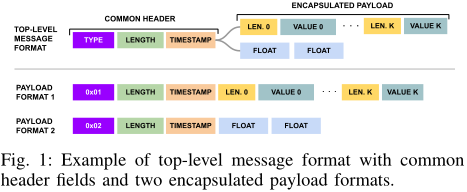 COMMON HEADER
ENCAPSULATED PAYLOAD
TOP-LEVEL
MESSAGE
FORMAT
TYPE LENGTH TIMESTAMP
LEN. 0 VALUE 0 · · · LEN. K VALUE K
FLOAT FLOAT
PAYLOAD
FORMAT 1
0x01 LENGTH TIMESTAMP LEN. 0 VALUE 0 · · · LEN. K VALUE K
PAYLOAD
FORMAT 2
0x02 LENGTH TIMESTAMP FLOAT FLOAT
Fig. 1: Example of top-level message format with common
header fields and two encapsulated payload formats.